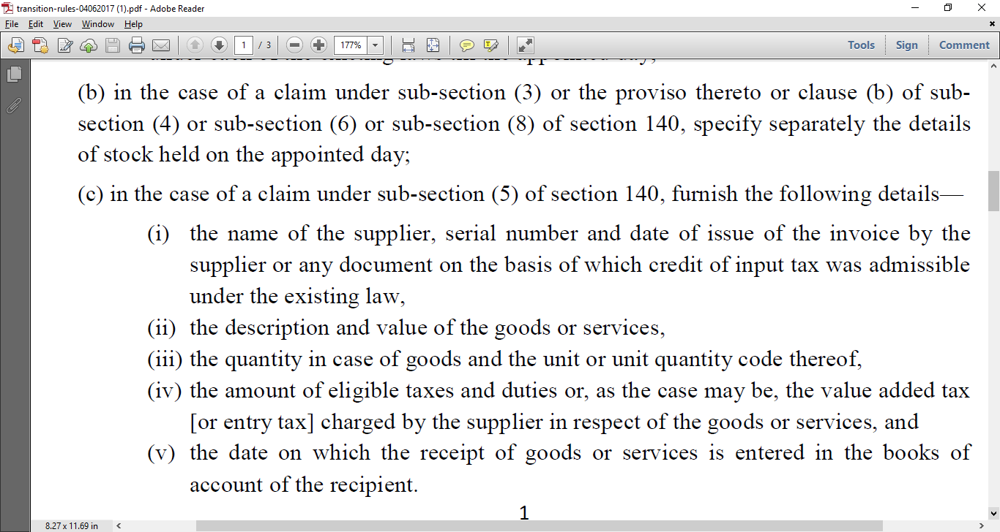 transition-rules-04062017 (1).pdf - Adobe Reader
File Edit View Window Help
1 / 3 177% Tools Sign Comment
under each of the existing laws till the appointed day;
(b) in the case of a claim under sub-section (3) or the proviso thereto or clause (b) of sub-
section (4) or sub-section (6) or sub-section (8) of section 140, specify separately the details
of stock held on the appointed day;
(c) in the case of a claim under sub-section (5) of section 140, furnish the following details—
(i) the name of the supplier, serial number and date of issue of the invoice by the
supplier or any document on the basis of which credit of input tax was admissible
under the existing law,
(ii) the description and value of the goods or services,
(iii) the quantity in case of goods and the unit or unit quantity code thereof,
(iv) the amount of eligible taxes and duties or, as the case may be, the value added tax
[or entry tax] charged by the supplier in respect of the goods or services, and
(v) the date on which the receipt of goods or services is entered in the books of
account of the recipient.
1
8.27 x 11.69 in